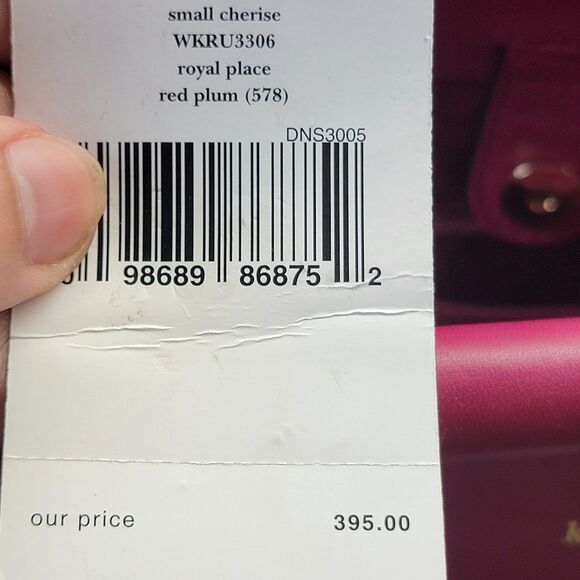 small cherise
WKRU3306
royal place
red plum (578)
DNS3005
98689 86875 2
our price 395.00